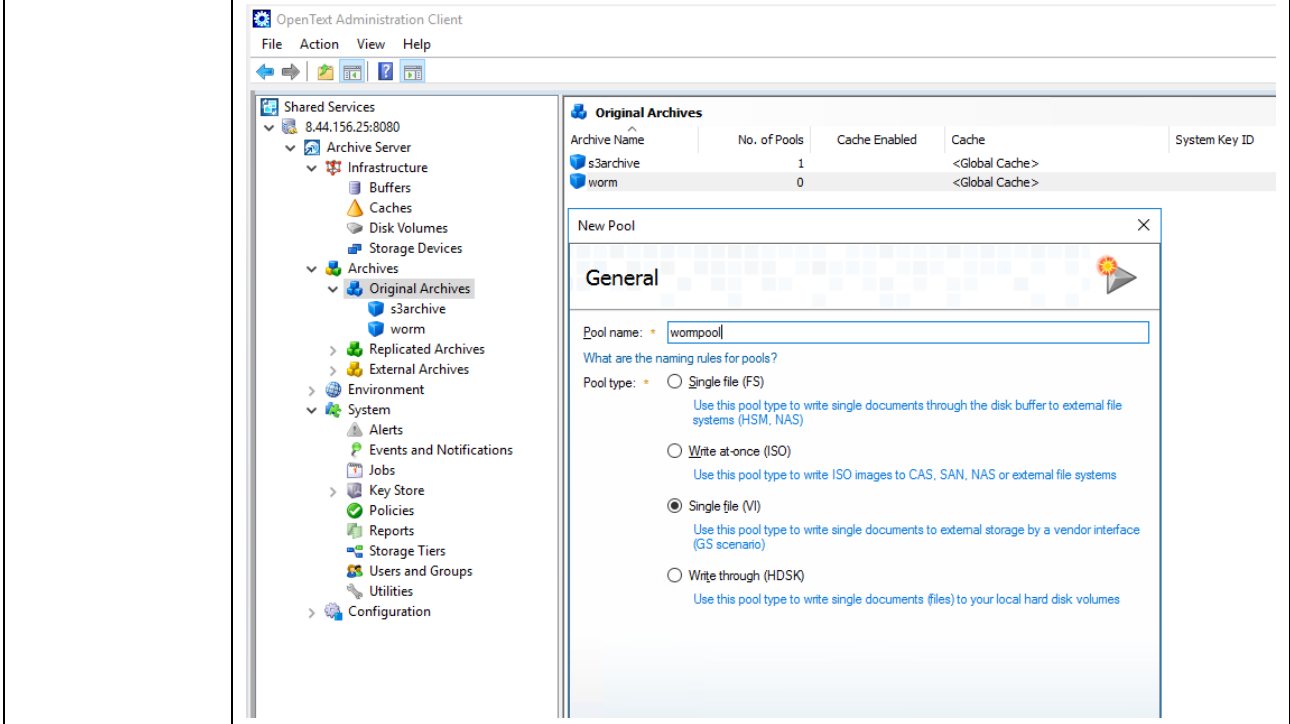 OpenText Administration Client
File Action View Help
Shared Services
8.44.156.25:8080
Archive Server
Infrastructure
Buffers
Caches
Disk Volumes
Storage Devices
Archives
Original Archives
s3archive
worm
Replicated Archives
External Archives
Environment
System
Alerts
Events and Notifications
Jobs
Key Store
Policies
Reports
Storage Tiers
Users and Groups
Utilities
Configuration
Original Archives
Archive Name No. of Pools Cache Enabled Cache System Key ID
s3archive 1 <Global Cache>
worm 0 <Global Cache>
New Pool
General
Pool name: * wormpool
What are the naming rules for pools?
Pool type: * Single file (FS)
Use this pool type to write single documents through the disk buffer to external file
systems (HSM, NAS)
Write at-once (ISO)
Use this pool type to write ISO images to CAS, SAN, NAS or external file systems
Single file (VI)
Use this pool type to write single documents to external storage by a vendor interface
(GS scenario)
Write through (HDSK)
Use this pool type to write single documents (files) to your local hard disk volumes